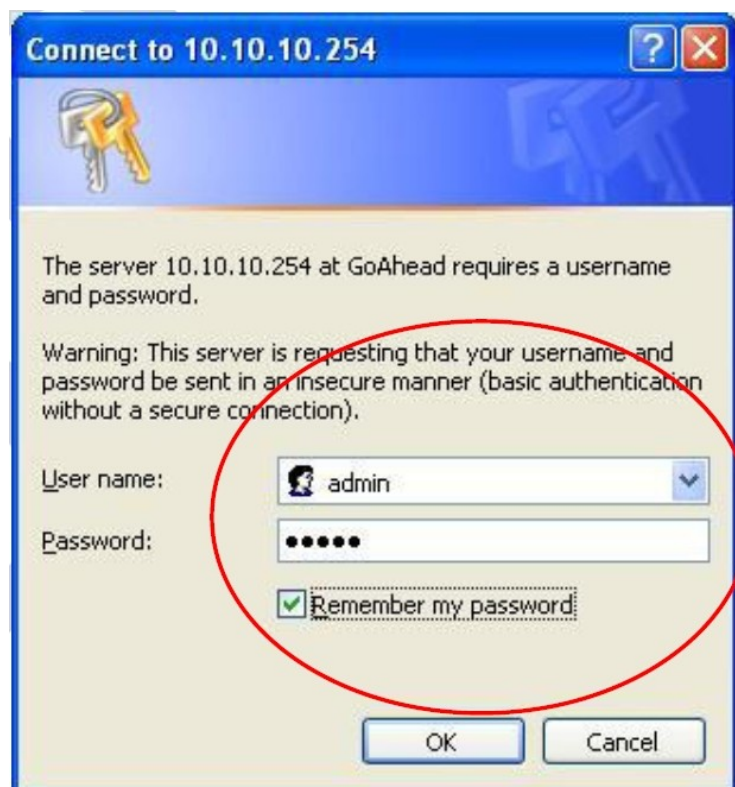 Connect to 10.10.10.254
The server 10.10.10.254 at GoAhead requires a username
and password.
Warning: This server is requesting that your username and
password be sent in an insecure manner (basic authentication
without a secure connection).
User name:
admin
Password:
•••••
Remember my password
OK
Cancel